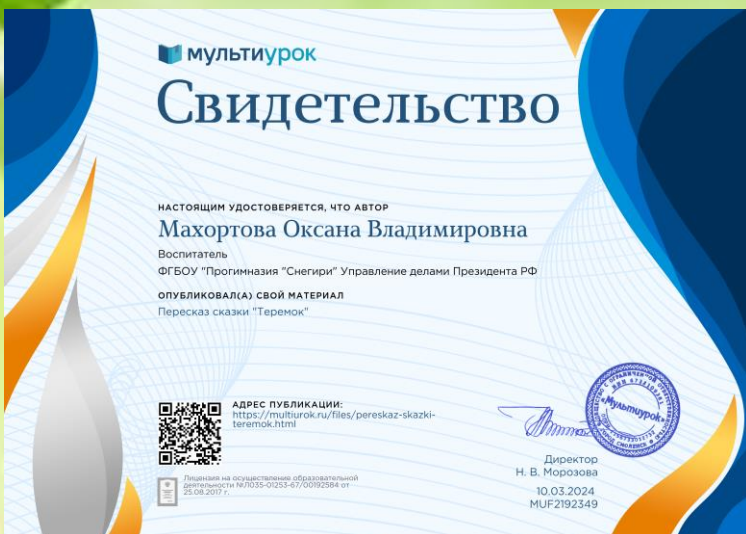 мультиурок
Свидетельство
НАСТОЯЩИМ УДОСТОВЕРЯЕТСЯ, ЧТО АВТОР
Махортова Оксана Владимировна
Воспитатель
ФГБОУ "Прогимназия "Снегири" Управление делами Президента РФ
ОПУБЛИКОВАЛ(А) СВОЙ МАТЕРИАЛ
Пересказ сказки "Теремок"
АДРЕС ПУБЛИКАЦИИ:
https://multiurok.ru/files/pereskaz-skazki-
teremok.html
Лицензия на осуществление образовательной
деятельности №Л035-01253-67/00192584 от
25.08.2017 г.
«Мультиурок»
Директор
Н. В. Морозова
10.03.2024
MUF2192349